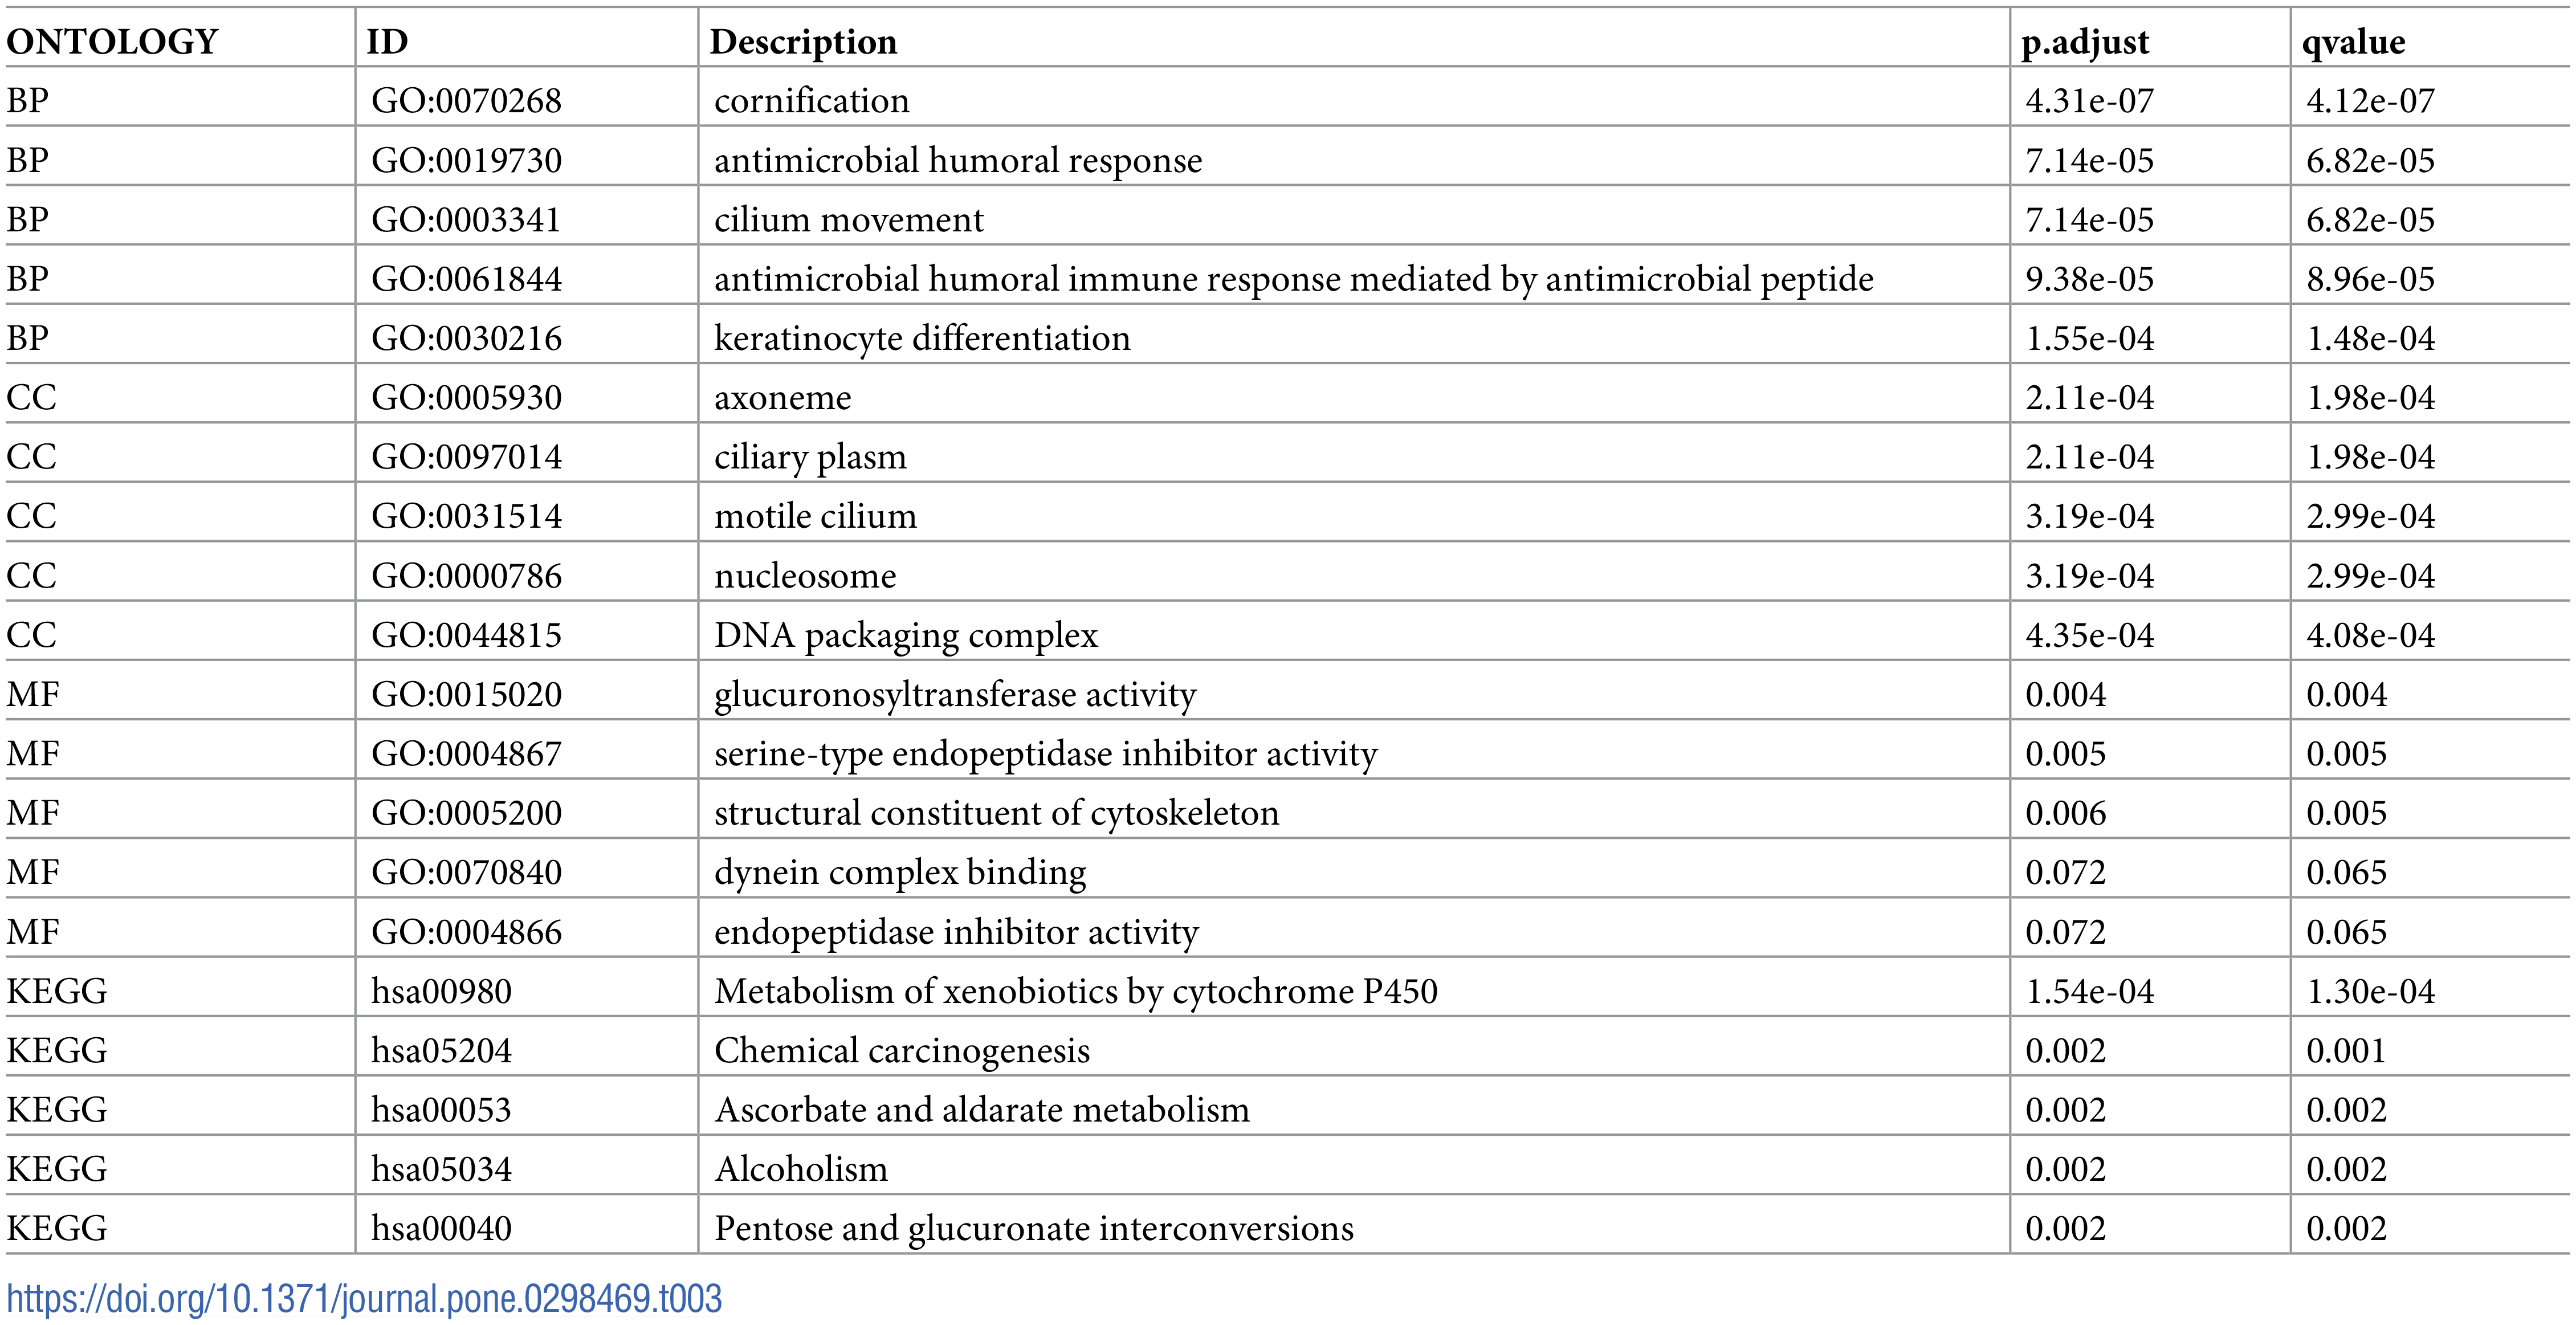 ONTOLOGY ID Description p.adjust qvalue
BP GO:0070268 cornification 4.31e-07 4.12e-07
BP GO:0019730 antimicrobial humoral response 7.14e-05 6.82e-05
BP GO:0003341 cilium movement 7.14e-05 6.82e-05
BP GO:0061844 antimicrobial humoral immune response mediated by antimicrobial peptide 9.38e-05 8.96e-05
BP GO:0030216 keratinocyte differentiation 1.55e-04 1.48e-04
CC GO:0005930 axoneme 2.11e-04 1.98e-04
CC GO:0097014 ciliary plasm 2.11e-04 1.98e-04
CC GO:0031514 motile cilium 3.19e-04 2.99e-04
CC GO:0000786 nucleosome 3.19e-04 2.99e-04
CC GO:0044815 DNA packaging complex 4.35e-04 4.08e-04
MF GO:0015020 glucuronosyltransferase activity 0.004 0.004
MF GO:0004867 serine-type endopeptidase inhibitor activity 0.005 0.005
MF GO:0005200 structural constituent of cytoskeleton 0.006 0.005
MF GO:0070840 dynein complex binding 0.072 0.065
MF GO:0004866 endopeptidase inhibitor activity 0.072 0.065
KEGG hsa00980 Metabolism of xenobiotics by cytochrome P450 1.54e-04 1.30e-04
KEGG hsa05204 Chemical carcinogenesis 0.002 0.001
KEGG hsa00053 Ascorbate and aldarate metabolism 0.002 0.002
KEGG hsa05034 Alcoholism 0.002 0.002
KEGG hsa00040 Pentose and glucuronate interconversions 0.002 0.002
https://doi.org/10.1371/journal.pone.0298469.t003